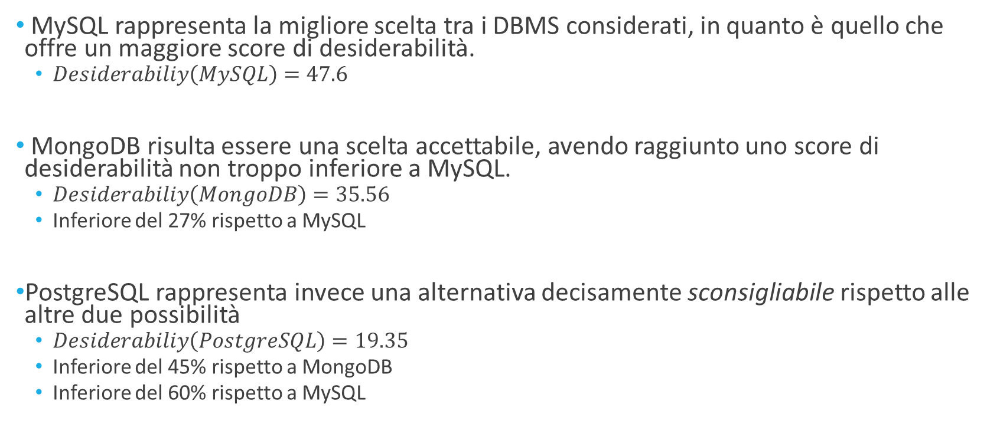 • MySQL rappresenta la migliore scelta tra i DBMS considerati, in quanto è quello che
offre un maggiore score di desiderabilità.
• Desiderabiliy(MySQL) = 47.6
• MongoDB risulta essere una scelta accettabile, avendo raggiunto uno score di
desiderabilità non troppo inferiore a MySQL.
• Desiderabiliy(MongoDB) = 35.56
• Inferiore del 27% rispetto a MySQL
•PostgreSQL rappresenta invece una alternativa decisamente sconsigliabile rispetto alle
altre due possibilità
• Desiderabiliy(PostgreSQL) = 19.35
• Inferiore del 45% rispetto a MongoDB
• Inferiore del 60% rispetto a MySQL